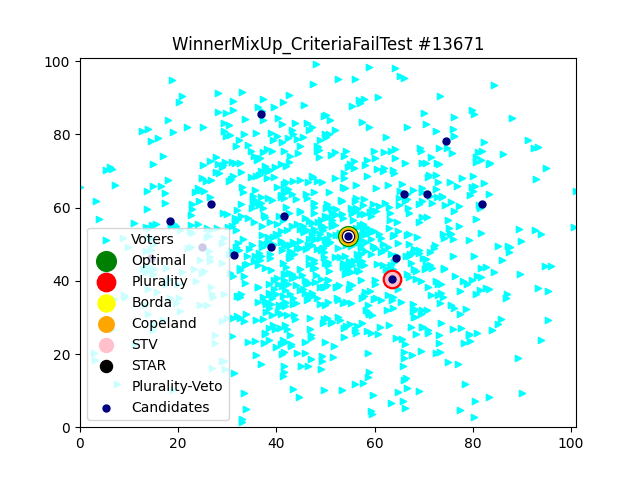 WinnerMixUp_CriteriaFailTest #13671
100
80
60
40
20
0
0
20
40
60
80
100
Voters
Optimal
Plurality
Borda
Copeland
STV
STAR
Plurality-Veto
Candidates